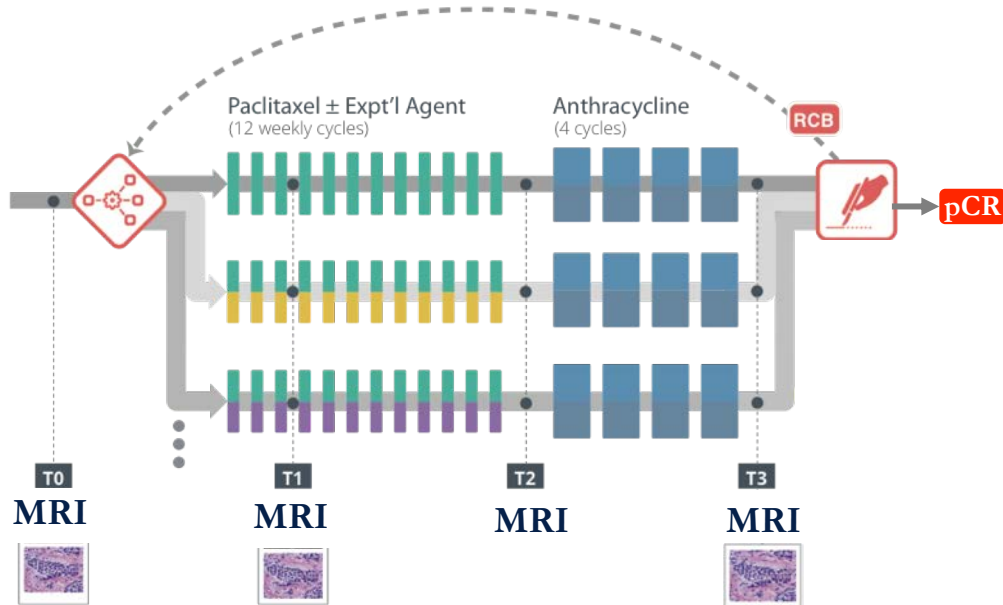 Paclitaxel ± Expt'l Agent
(12 weekly cycles)
Anthracycline
(4 cycles)
RCB
pCR
T0
T1
T2
T3
MRI
MRI
MRI
MRI